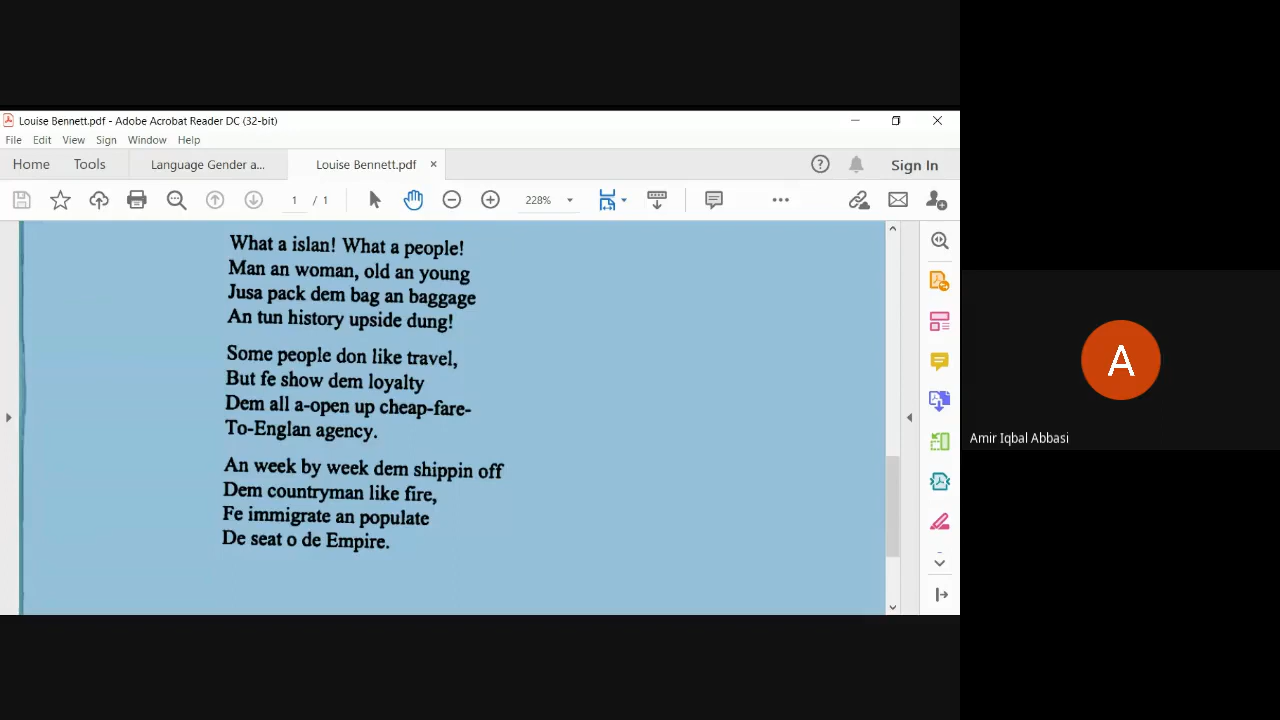 Louise Bennett.pdf - Adobe Acrobat Reader DC (32-bit)
File Edit View Sign Window Help
Home Tools Language Gender a... Louise Bennett.pdf × Sign In
1 / 1 228%
What a islan! What a people!
Man an woman, old an young
Jusa pack dem bag an baggage
An tun history upside dung!
Some people don like travel,
But fe show dem loyalty
Dem all a-open up cheap-fare-
To-Englan agency.
An week by week dem shippin off
Dem countryman like fire,
Fe immigrate an populate
De seat o de Empire.
A
Amir Iqbal Abbasi